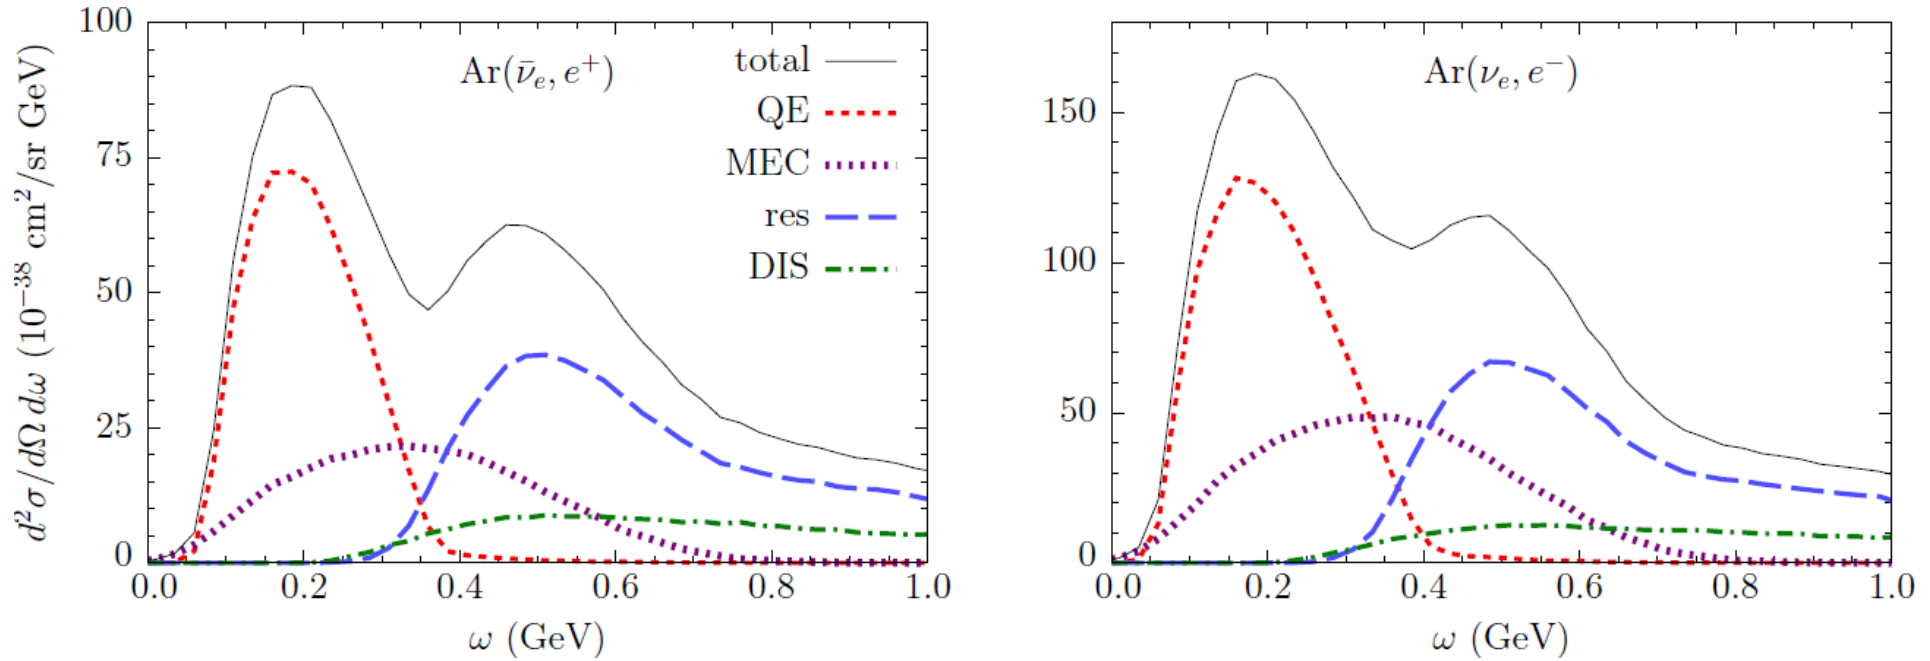 d²σ/dΩ dω (10⁻³⁸ cm²/sr GeV)
100
75
50
25
0
Ar(ν̄ₑ, e⁺)
total
QE
MEC
res
DIS
0.0 0.2 0.4 0.6 0.8 1.0
ω (GeV)
150
100
50
0
Ar(νₑ, e⁻)
0.0 0.2 0.4 0.6 0.8 1.0
ω (GeV)